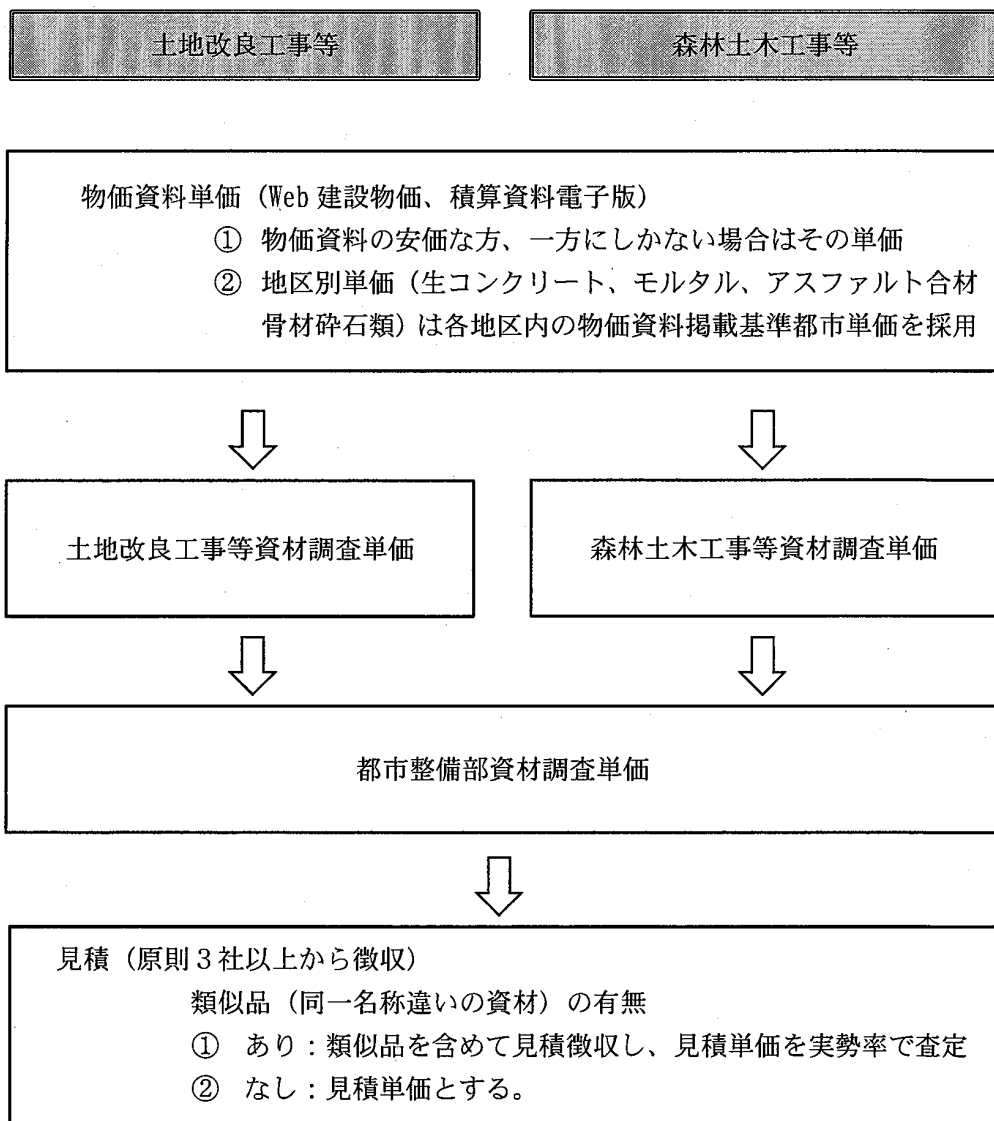 土地改良工事等
森林土木工事等
物価資料単価（Web 建設物価、積算資料電子版）
① 物価資料の安価な方、一方にしかない場合はその単価
② 地区別単価（生コンクリート、モルタル、アスファルト合材
骨材砕石類）は各地区内の物価資料掲載基準都市単価を採用
土地改良工事等資材調査単価
森林土木工事等資材調査単価
都市整備部資材調査単価
見積（原則３社以上から徴収）
類似品（同一名称違いの資材）の有無
① あり：類似品を含めて見積徴収し、見積単価を実勢率で査定
② なし：見積単価とする。